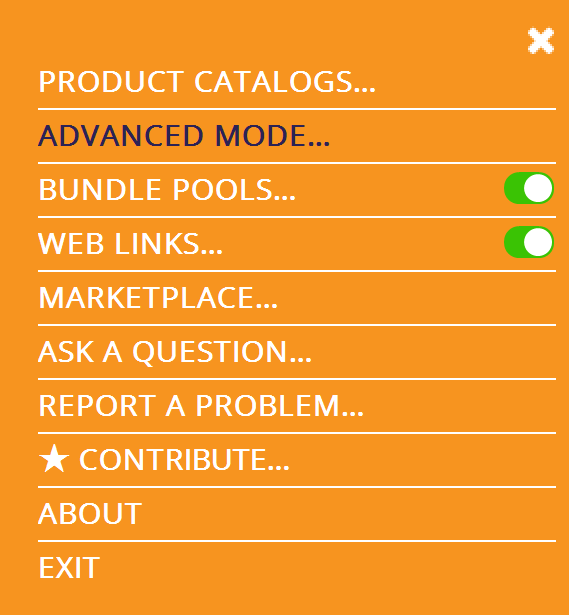 PRODUCT CATALOGS...
ADVANCED MODE...
BUNDLE POOLS...
WEB LINKS...
MARKETPLACE...
ASK A QUESTION...
REPORT A PROBLEM...
★ CONTRIBUTE...
ABOUT
EXIT